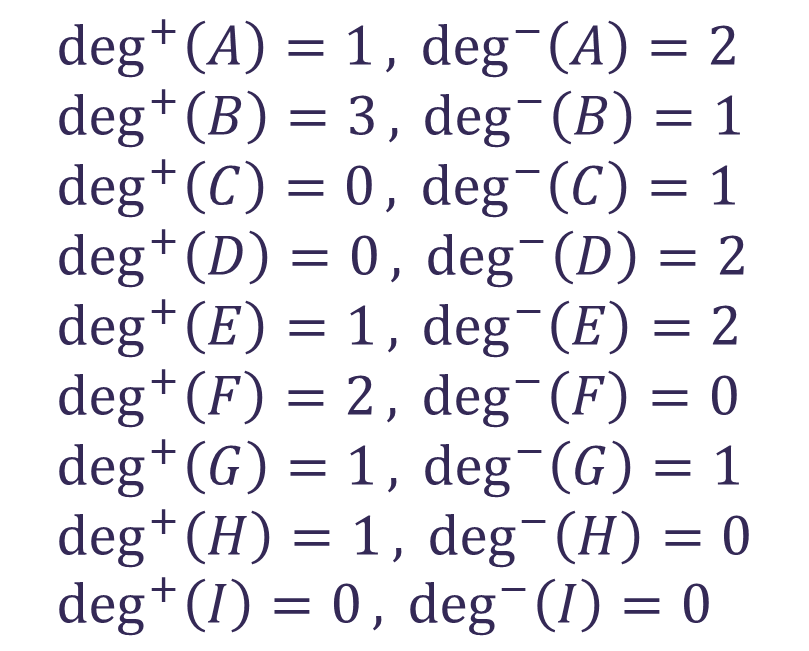 deg⁺(A) = 1, deg⁻(A) = 2
deg⁺(B) = 3, deg⁻(B) = 1
deg⁺(C) = 0, deg⁻(C) = 1
deg⁺(D) = 0, deg⁻(D) = 2
deg⁺(E) = 1, deg⁻(E) = 2
deg⁺(F) = 2, deg⁻(F) = 0
deg⁺(G) = 1, deg⁻(G) = 1
deg⁺(H) = 1, deg⁻(H) = 0
deg⁺(I) = 0, deg⁻(I) = 0